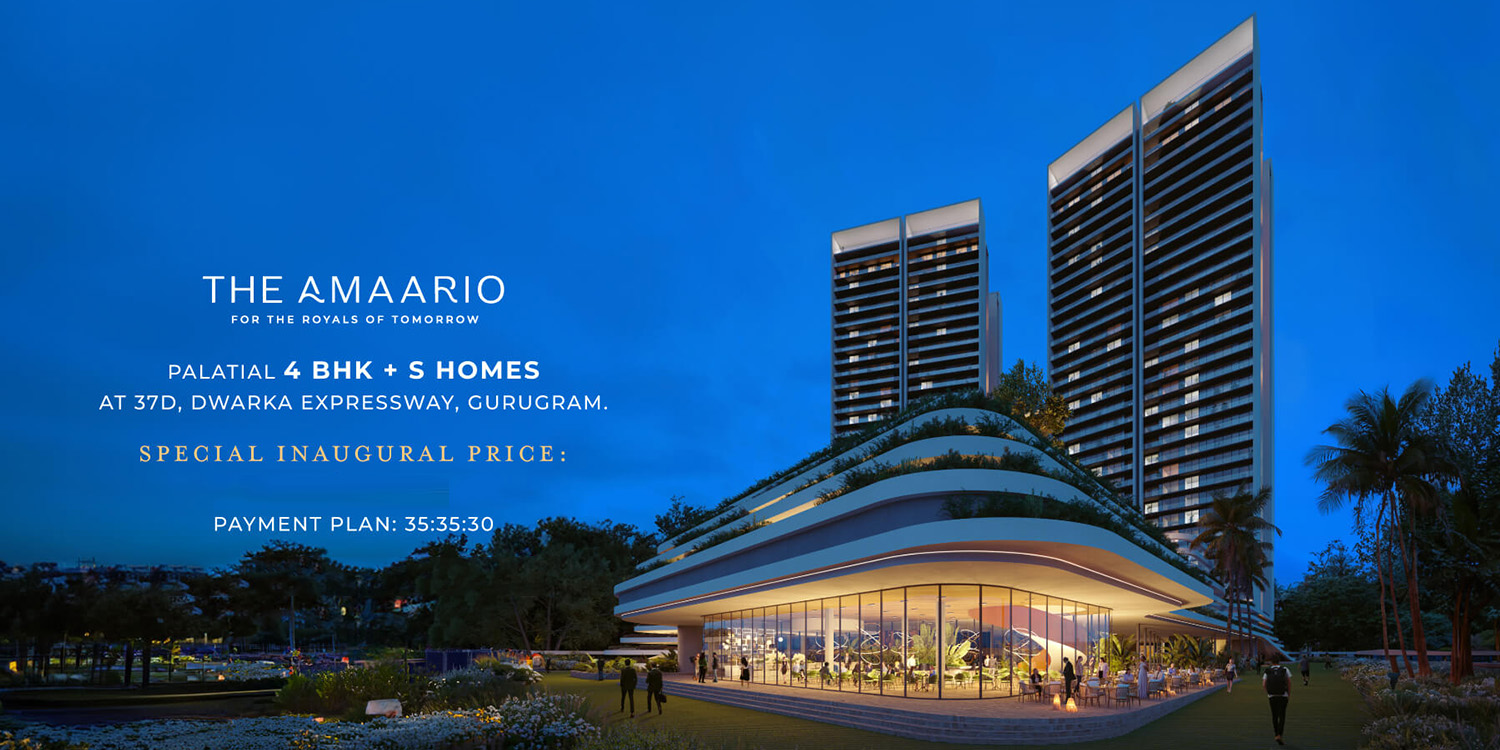 THE AMAARIO
FOR THE ROYALS OF TOMORROW
PALATIAL 4 BHK + S HOMES
AT 37D, DWARKA EXPRESSWAY, GURUGRAM.
SPECIAL INAUGURAL PRICE:
PAYMENT PLAN: 35:35:30